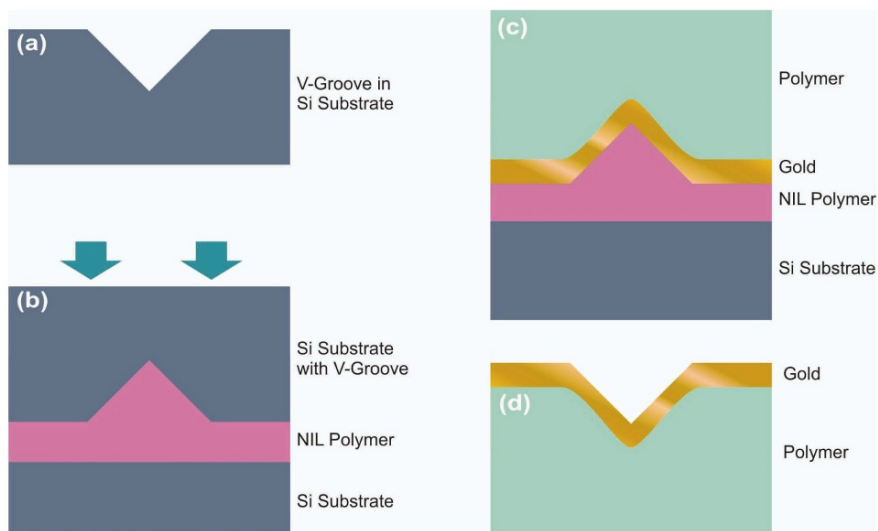 (a)
V-Groove in
Si Substrate
(b)
Si Substrate
with V-Groove
NIL Polymer
Si Substrate
(c)
Polymer
Gold
NIL Polymer
Si Substrate
(d)
Gold
Polymer